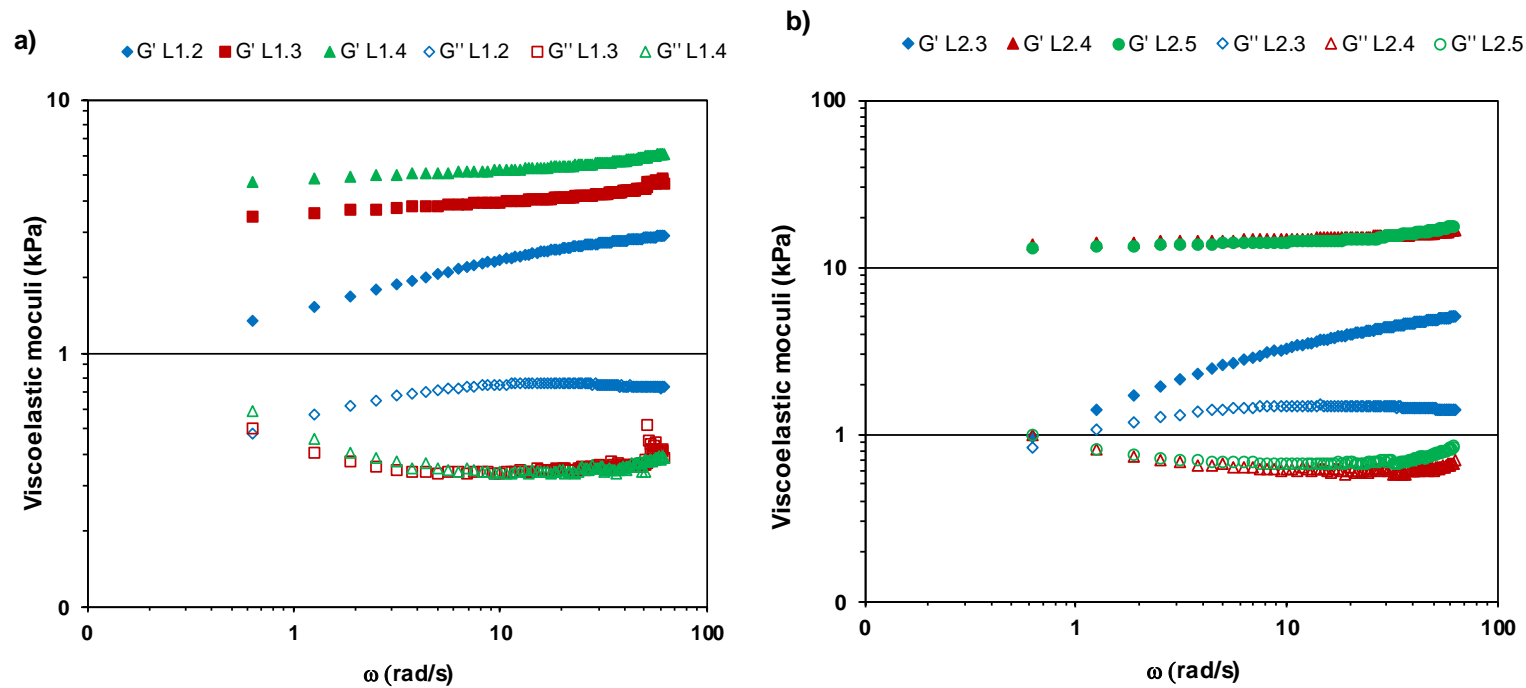 a)
G' L1.2 G' L1.3 G' L1.4 G'' L1.2 G'' L1.3 G'' L1.4
10
1
0
Viscoelastic moculi (kPa)
0 1 10 100
ω (rad/s)
b)
G' L2.3 G' L2.4 G' L2.5 G'' L2.3 G'' L2.4 G'' L2.5
100
10
1
0
Viscoelastic moculi (kPa)
0 1 10 100
ω (rad/s)